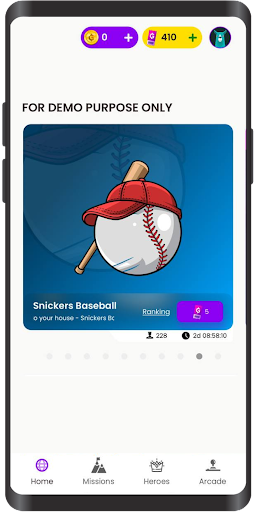 0 +
410 +
FOR DEMO PURPOSE ONLY
Snickers Baseball
o your house - Snickers Ba
Ranking
5
228 2d 08:58:10
Home Missions Heroes Arcade